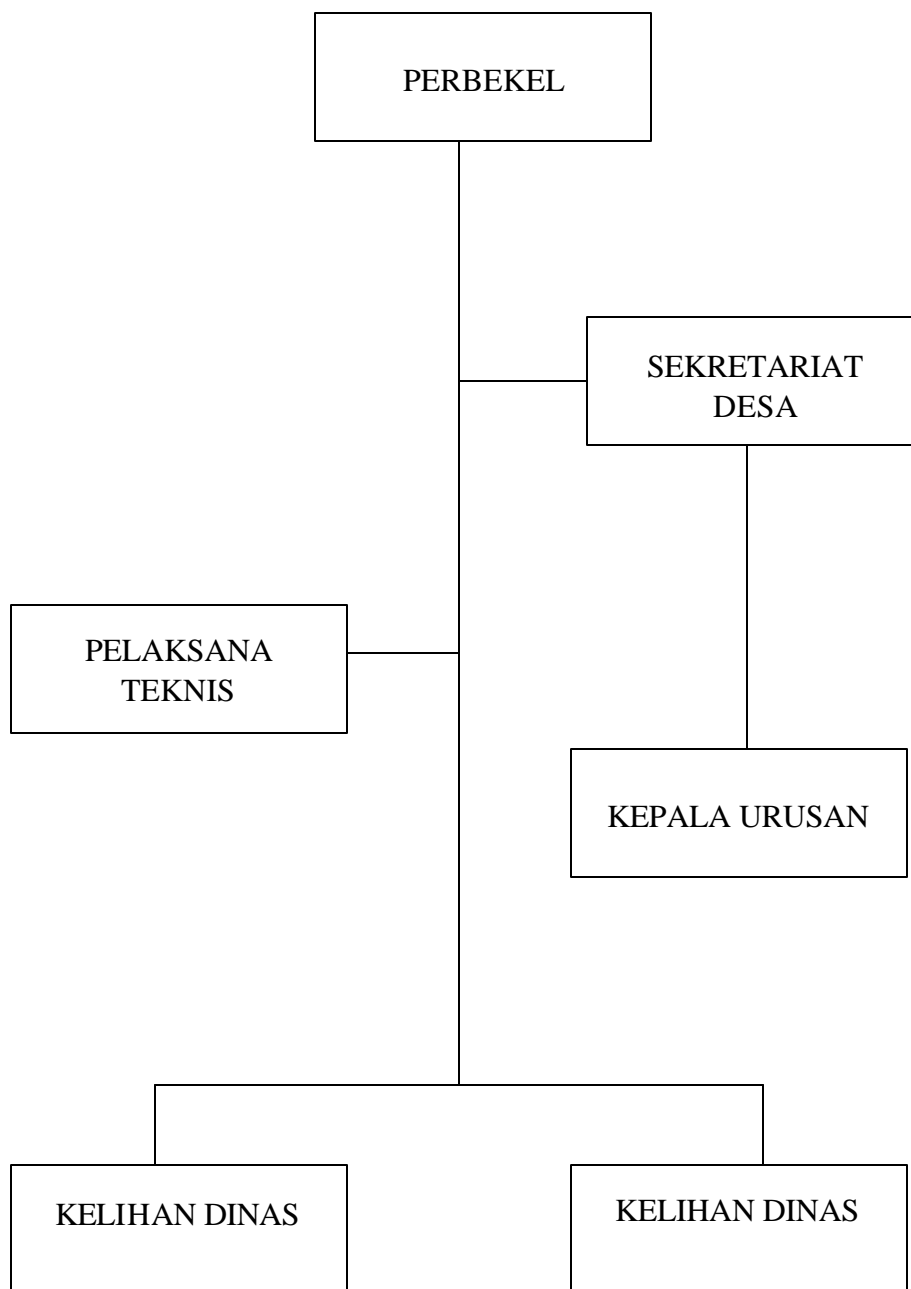 PERBEKEL
SEKRETARIAT
DESA
PELAKSANA
TEKNIS
KEPALA URUSAN
KELIHAN DINAS
KELIHAN DINAS